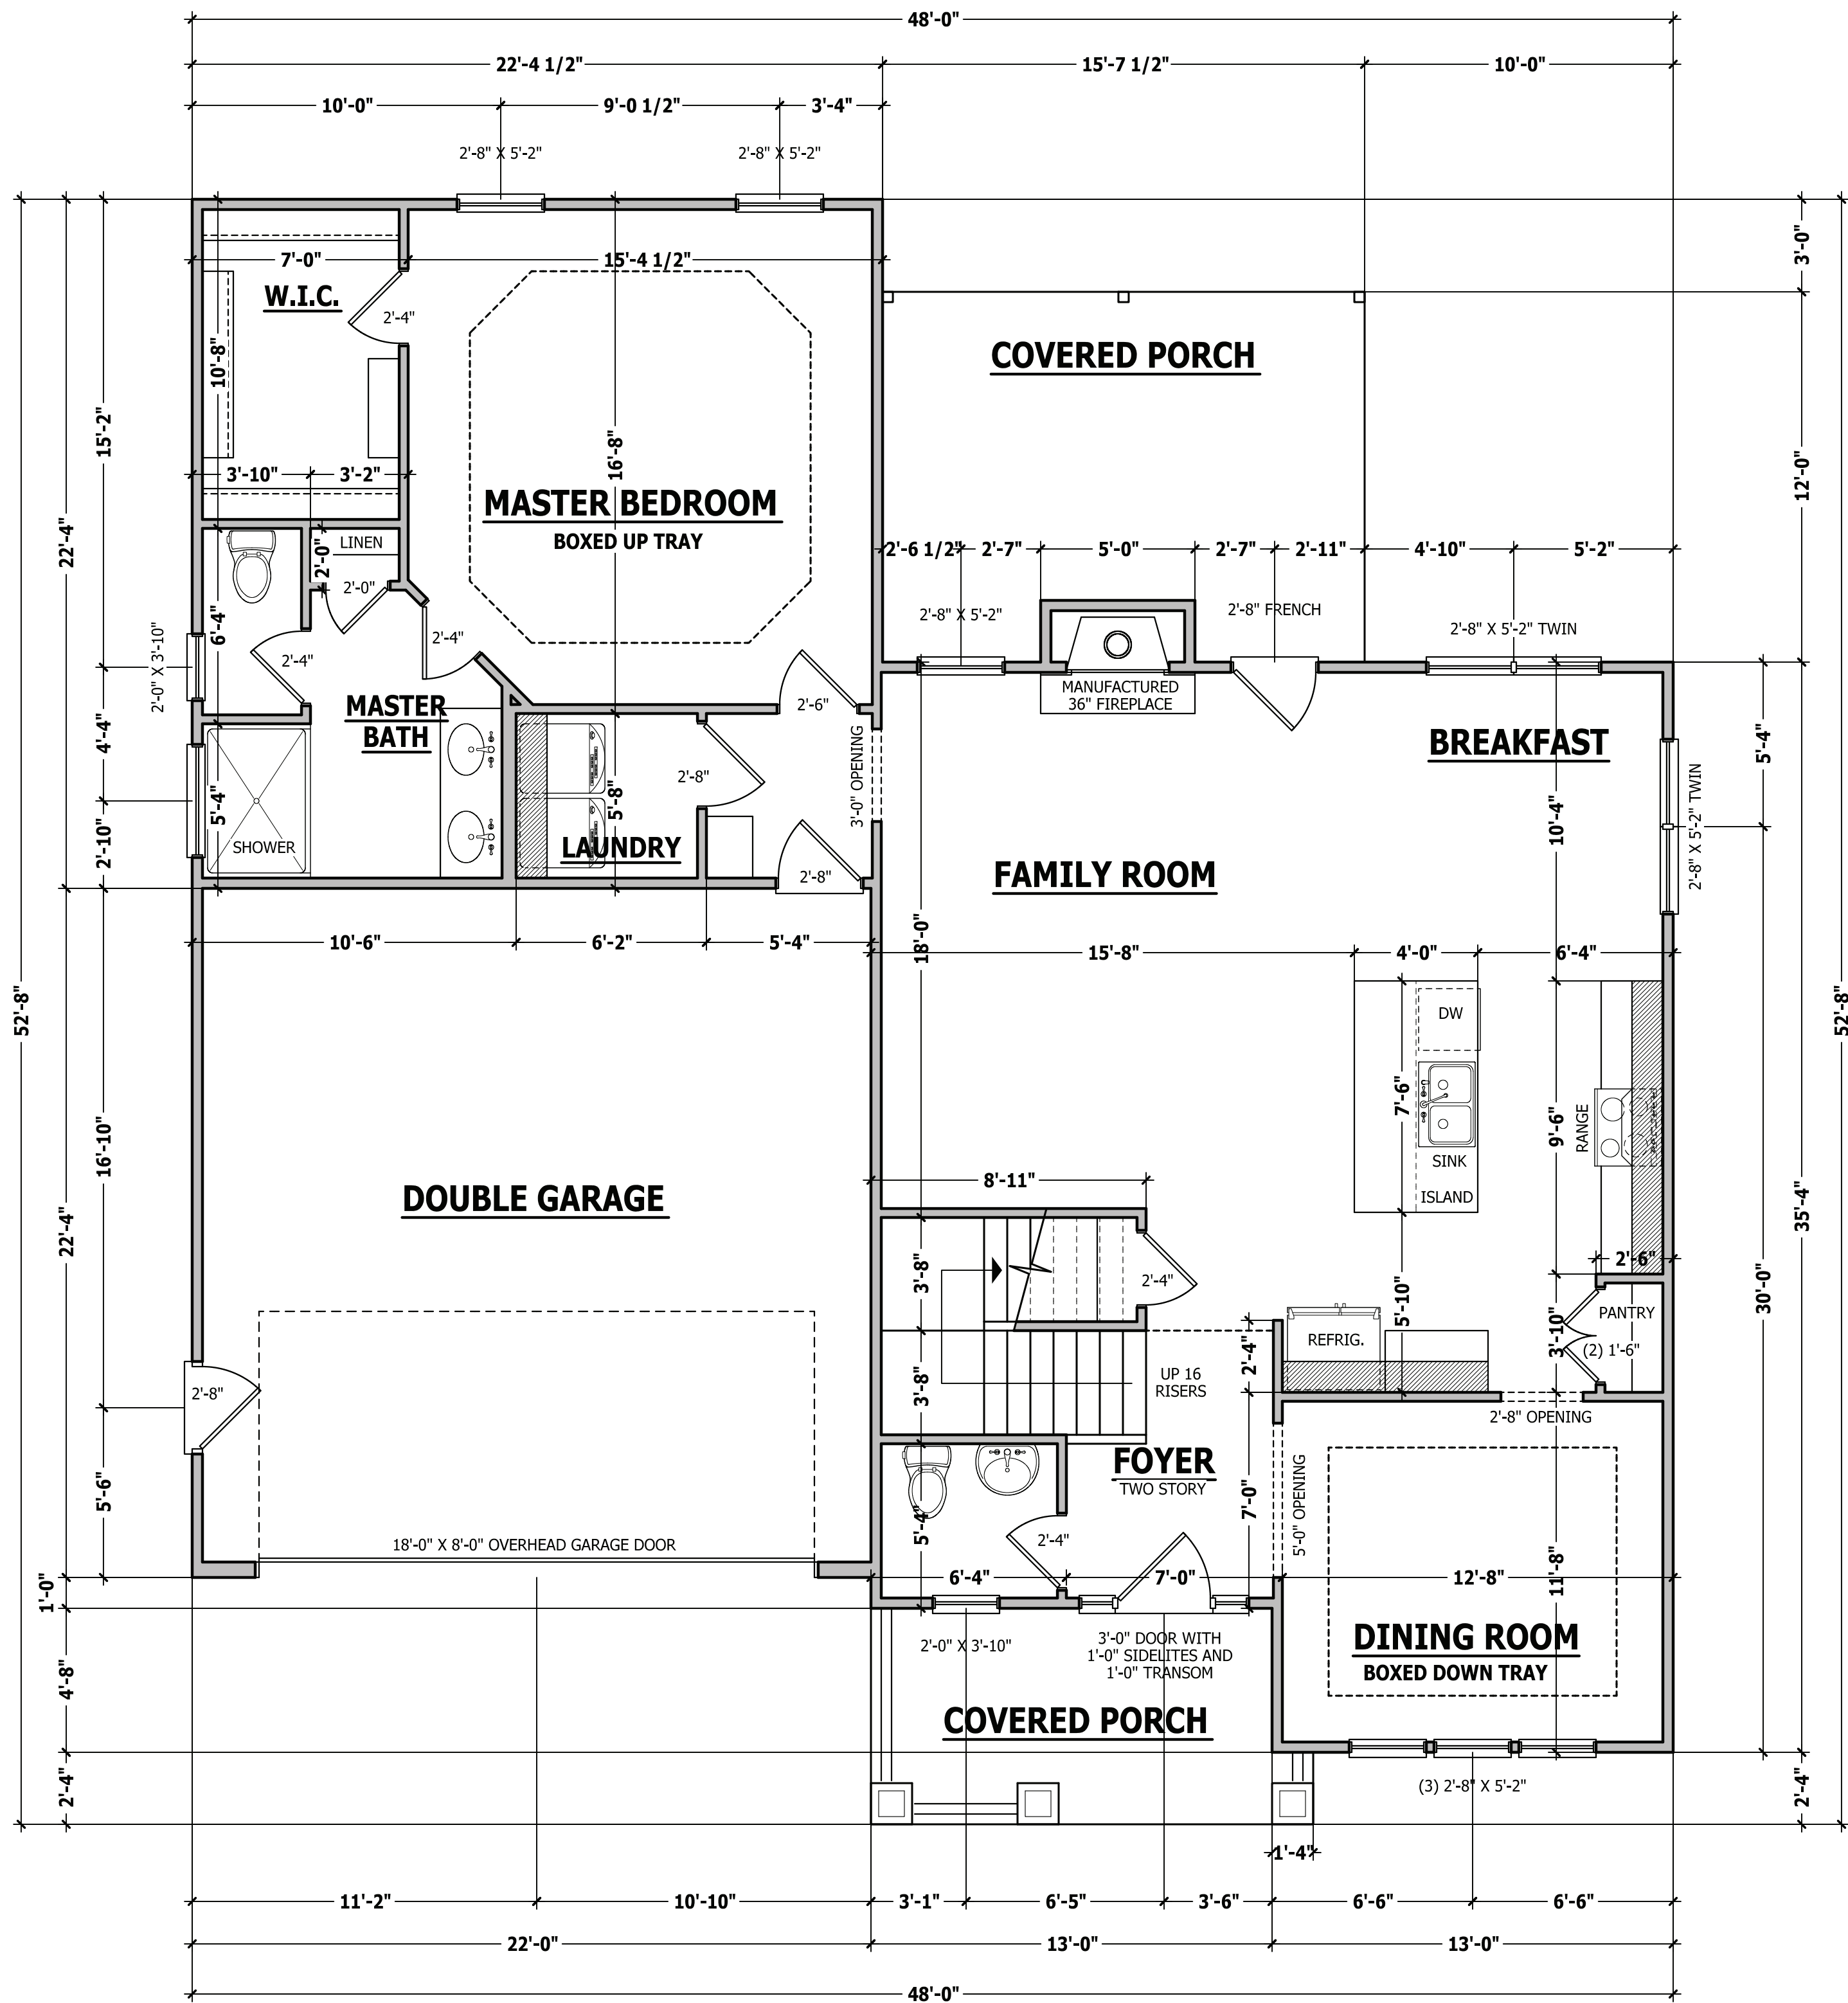 48'-0"
22'-4 1/2"
15'-7 1/2"
10'-0"
10'-0"
9'-0 1/2"
3'-4"
2'-8" X 5'-2"
2'-8" X 5'-2"
7'-0"
15'-4 1/2"
3'-0"
W.I.C.
2'-4"
COVERED PORCH
10'-8"
15'-2"
16'-8"
12'-0"
3'-10"
3'-2"
MASTER BEDROOM
BOXED UP TRAY
22'-4"
LINEN
2'-0"
2'-0"
2'-6 1/2"
2'-7"
5'-0"
2'-7"
2'-11"
4'-10"
5'-2"
2'-8" X 5'-2"
2'-8" FRENCH
2'-8" X 5'-2" TWIN
6'-4"
2'-4"
2'-4"
2'-0" X 3'-10"
MANUFACTURED
36" FIREPLACE
MASTER
BATH
2'-6"
BREAKFAST
4'-4"
5'-4"
2'-8"
3'-0" OPENING
5'-4"
5'-8"
10'-4"
2'-8" X 5'-2" TWIN
2'-10"
SHOWER
LAUNDRY
2'-8"
FAMILY ROOM
10'-6"
6'-2"
5'-4"
18'-0"
15'-8"
4'-0"
6'-4"
52'-8"
52'-8"
DW
7'-6"
9'-6"
RANGE
16'-10"
SINK
ISLAND
8'-11"
DOUBLE GARAGE
22'-4"
35'-4"
3'-8"
2'-4"
2'-6"
5'-10"
30'-0"
PANTRY
3'-10"
(2) 1'-6"
REFRIG.
2'-4"
3'-8"
UP 16
RISERS
2'-8"
2'-8" OPENING
FOYER
TWO STORY
7'-0"
5'-0" OPENING
5'-6"
5'-4"
2'-4"
18'-0" X 8'-0" OVERHEAD GARAGE DOOR
6'-4"
7'-0"
12'-8"
11'-8"
1'-0"
2'-0" X 3'-10"
3'-0" DOOR WITH
1'-0" SIDELITES AND
1'-0" TRANSOM
DINING ROOM
BOXED DOWN TRAY
4'-8"
COVERED PORCH
2'-4"
(3) 2'-8" X 5'-2"
2'-4"
1'-4"
11'-2"
10'-10"
3'-1"
6'-5"
3'-6"
6'-6"
6'-6"
22'-0"
13'-0"
13'-0"
48'-0"